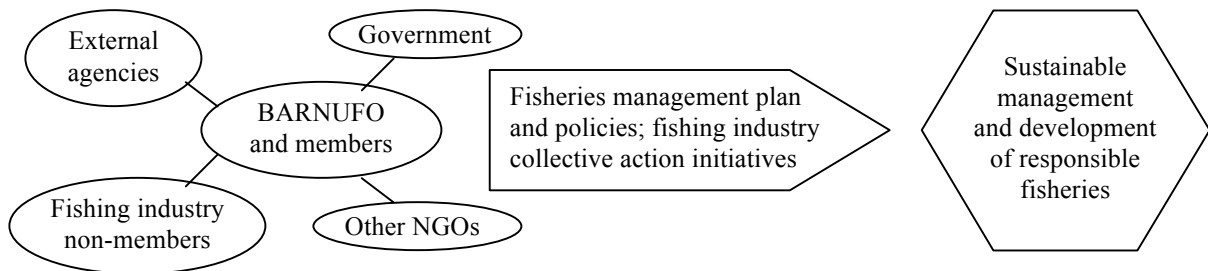 External
agencies
Government
BARNUFO
and members
Fishing industry
non-members
Other NGOs
Fisheries management plan
and policies; fishing industry
collective action initiatives
Sustainable
management
and development
of responsible
fisheries